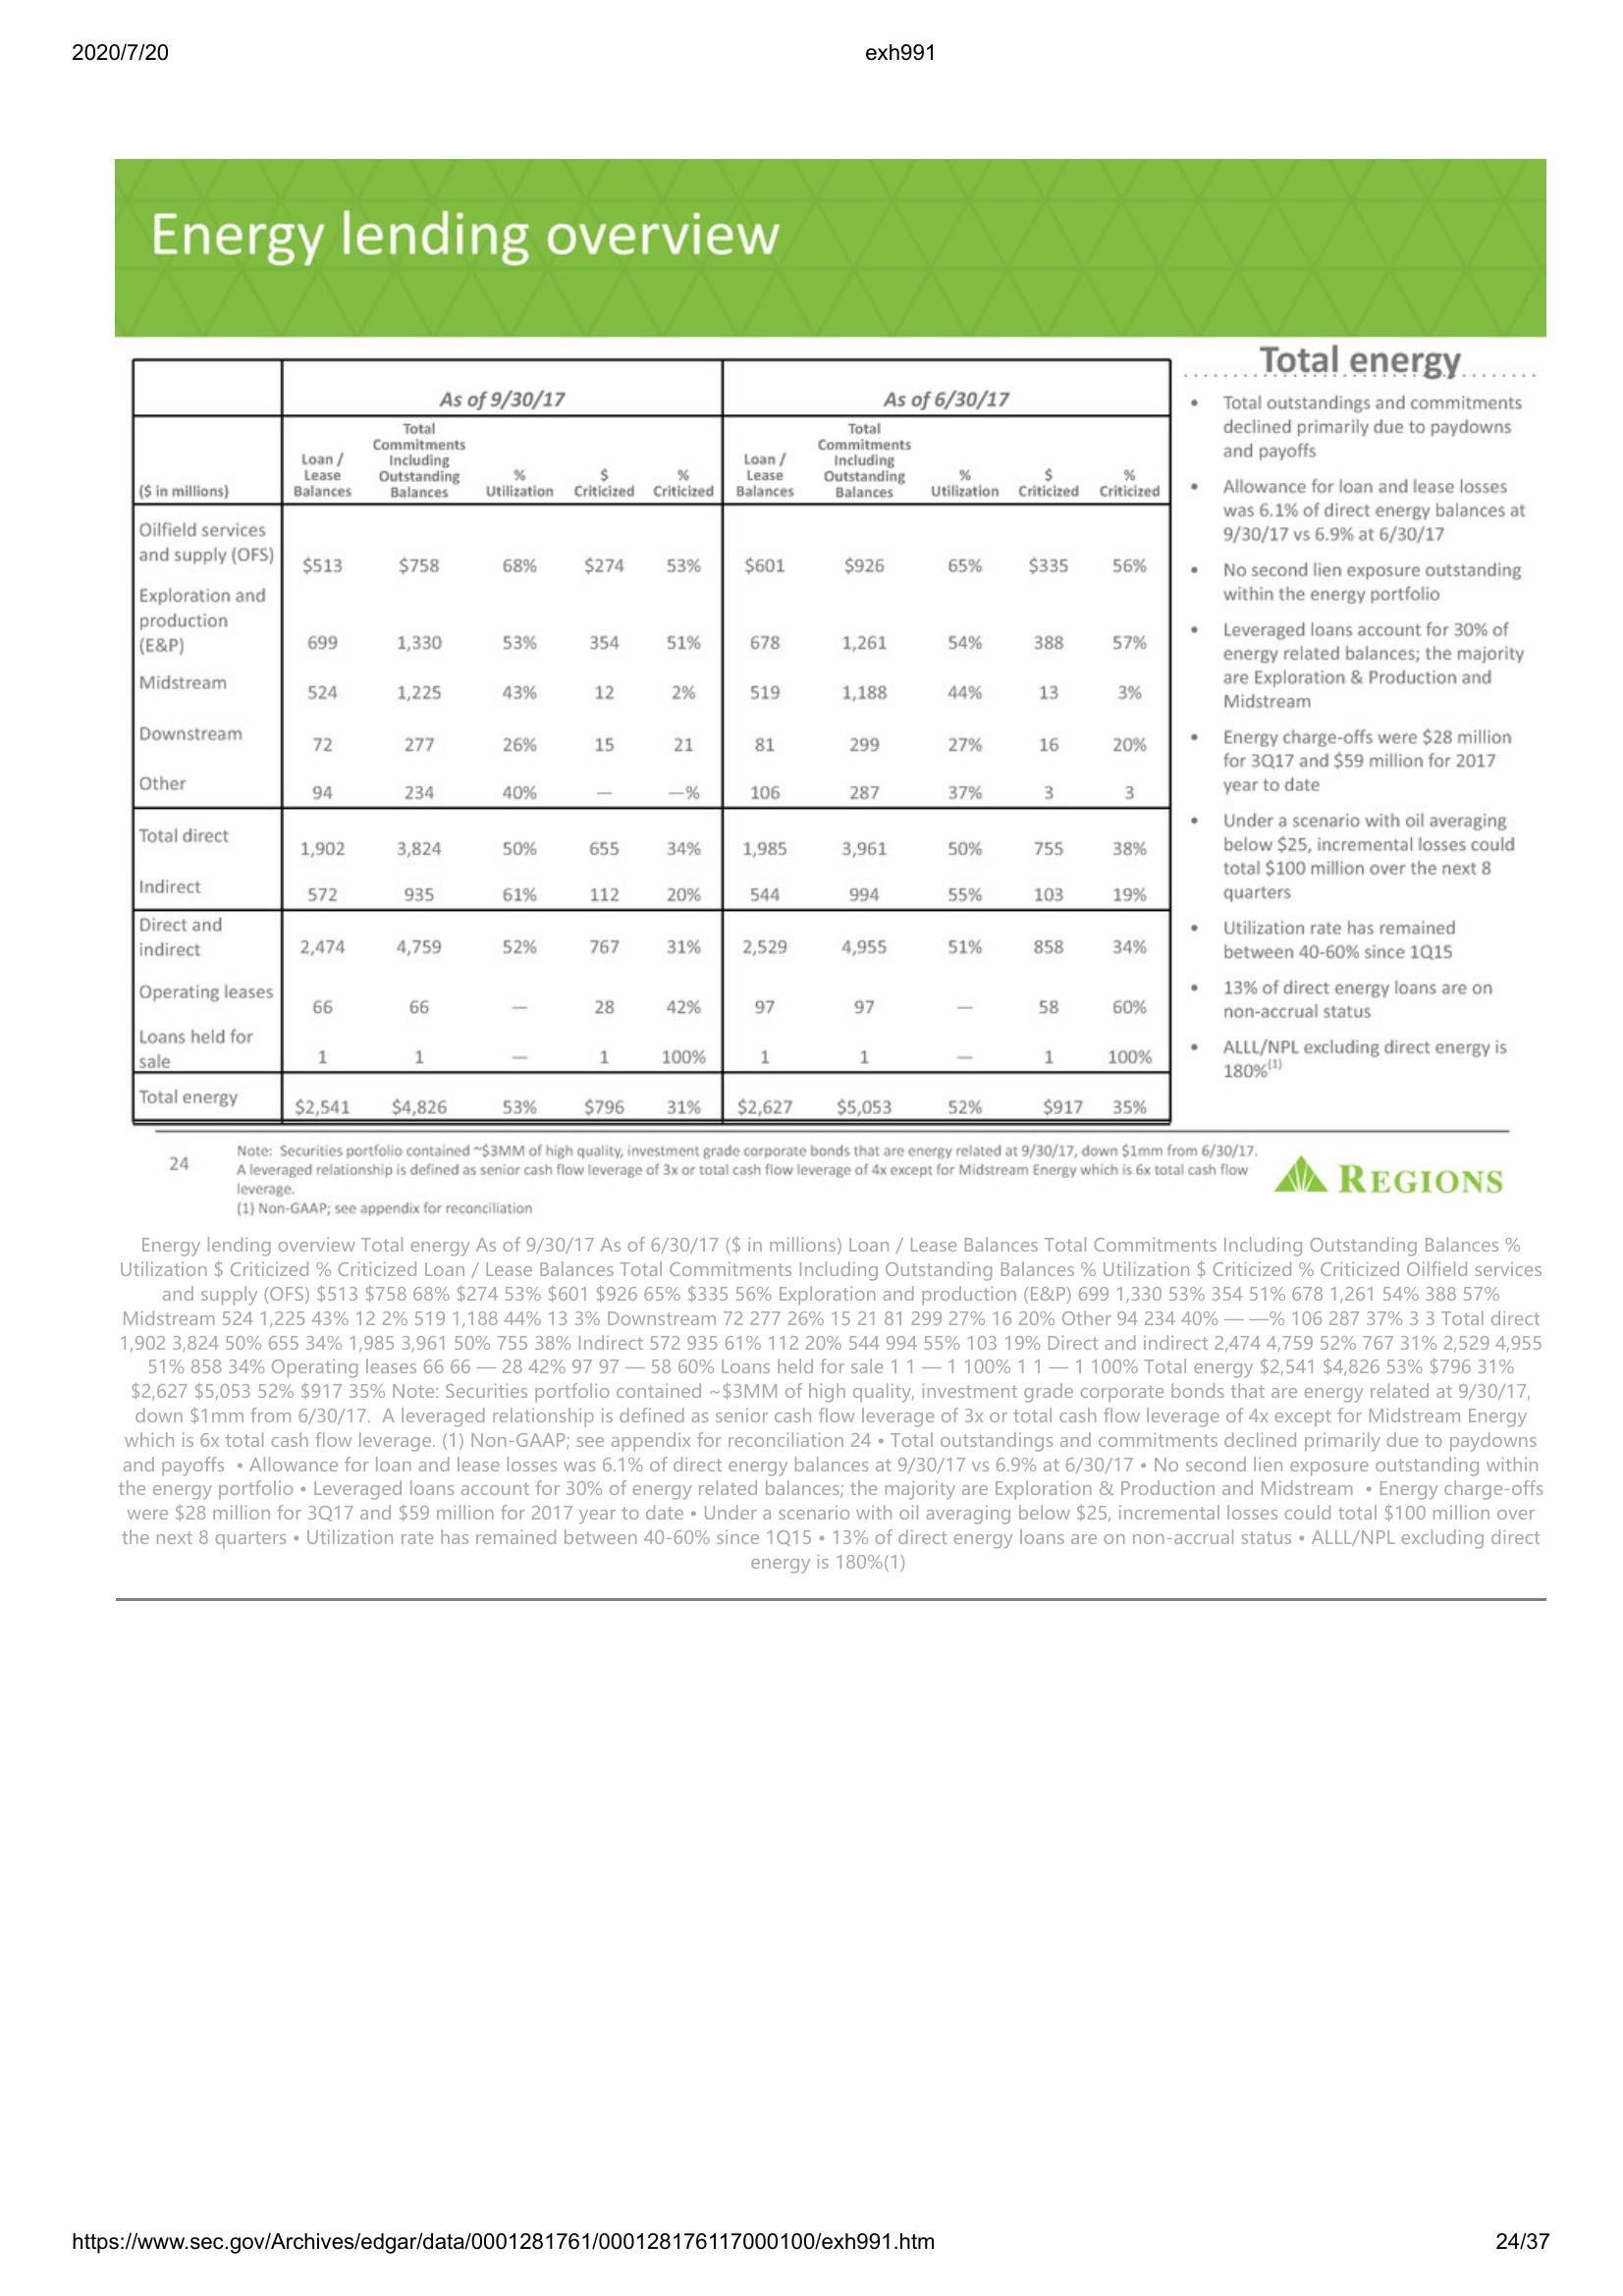 2020/7/20 exh991
Energy lending overview
As of 9/30/17 As of 6/30/17
($ in millions) Loan / Lease Balances Total Commitments Including Outstanding Balances % Utilization $ Criticized % Criticized Loan / Lease Balances Total Commitments Including Outstanding Balances % Utilization $ Criticized % Criticized
Oilfield services and supply (OFS) $513 $758 68% $274 53% $601 $926 65% $335 56%
Exploration and production (E&P) 699 1,330 53% 354 51% 678 1,261 54% 388 57%
Midstream 524 1,225 43% 12 2% 519 1,188 44% 13 3%
Downstream 72 277 26% 15 21 81 299 27% 16 20%
Other 94 234 40% — —% 106 287 37% 3 3
Total direct 1,902 3,824 50% 655 34% 1,985 3,961 50% 755 38%
Indirect 572 935 61% 112 20% 544 994 55% 103 19%
Direct and indirect 2,474 4,759 52% 767 31% 2,529 4,955 51% 858 34%
Operating leases 66 66 — 28 42% 97 97 — 58 60%
Loans held for sale 1 1 — 1 100% 1 1 — 1 100%
Total energy $2,541 $4,826 53% $796 31% $2,627 $5,053 52% $917 35%
Total energy
• Total outstandings and commitments
declined primarily due to paydowns
and payoffs
• Allowance for loan and lease losses
was 6.1% of direct energy balances at
9/30/17 vs 6.9% at 6/30/17
• No second lien exposure outstanding
within the energy portfolio
• Leveraged loans account for 30% of
energy related balances; the majority
are Exploration & Production and
Midstream
• Energy charge-offs were $28 million
for 3Q17 and $59 million for 2017
year to date
• Under a scenario with oil averaging
below $25, incremental losses could
total $100 million over the next 8
quarters
• Utilization rate has remained
between 40-60% since 1Q15
• 13% of direct energy loans are on
non-accrual status
• ALLL/NPL excluding direct energy is
180%(1)
24
Note: Securities portfolio contained ~$3MM of high quality, investment grade corporate bonds that are energy related at 9/30/17, down $1mm from 6/30/17.
A leveraged relationship is defined as senior cash flow leverage of 3x or total cash flow leverage of 4x except for Midstream Energy which is 6x total cash flow
leverage.
(1) Non-GAAP; see appendix for reconciliation
REGIONS
Energy lending overview Total energy As of 9/30/17 As of 6/30/17 ($ in millions) Loan / Lease Balances Total Commitments Including Outstanding Balances %
Utilization $ Criticized % Criticized Loan / Lease Balances Total Commitments Including Outstanding Balances % Utilization $ Criticized % Criticized Oilfield services
and supply (OFS) $513 $758 68% $274 53% $601 $926 65% $335 56% Exploration and production (E&P) 699 1,330 53% 354 51% 678 1,261 54% 388 57%
Midstream 524 1,225 43% 12 2% 519 1,188 44% 13 3% Downstream 72 277 26% 15 21 81 299 27% 16 20% Other 94 234 40% — —% 106 287 37% 3 3 Total direct
1,902 3,824 50% 655 34% 1,985 3,961 50% 755 38% Indirect 572 935 61% 112 20% 544 994 55% 103 19% Direct and indirect 2,474 4,759 52% 767 31% 2,529 4,955
51% 858 34% Operating leases 66 66 — 28 42% 97 97 — 58 60% Loans held for sale 1 1 — 1 100% 1 1 — 1 100% Total energy $2,541 $4,826 53% $796 31%
$2,627 $5,053 52% $917 35% Note: Securities portfolio contained ~$3MM of high quality, investment grade corporate bonds that are energy related at 9/30/17,
down $1mm from 6/30/17. A leveraged relationship is defined as senior cash flow leverage of 3x or total cash flow leverage of 4x except for Midstream Energy
which is 6x total cash flow leverage. (1) Non-GAAP; see appendix for reconciliation 24 • Total outstandings and commitments declined primarily due to paydowns
and payoffs • Allowance for loan and lease losses was 6.1% of direct energy balances at 9/30/17 vs 6.9% at 6/30/17 • No second lien exposure outstanding within
the energy portfolio • Leveraged loans account for 30% of energy related balances; the majority are Exploration & Production and Midstream • Energy charge-offs
were $28 million for 3Q17 and $59 million for 2017 year to date • Under a scenario with oil averaging below $25, incremental losses could total $100 million over
the next 8 quarters • Utilization rate has remained between 40-60% since 1Q15 • 13% of direct energy loans are on non-accrual status • ALLL/NPL excluding direct
energy is 180%(1)
https://www.sec.gov/Archives/edgar/data/0001281761/000128176117000100/exh991.htm 24/37